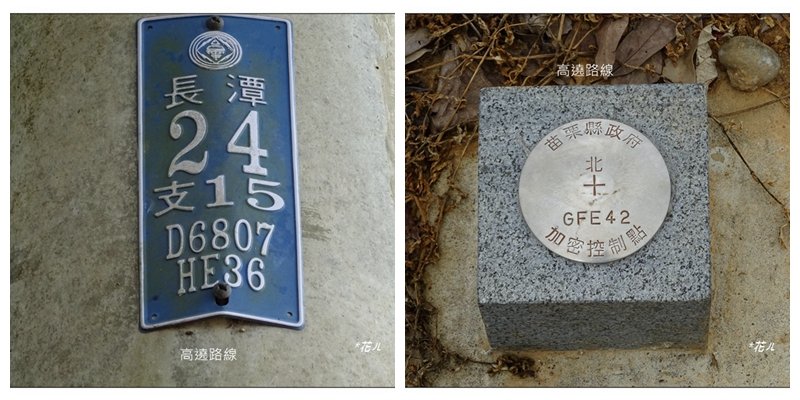 長潭
24
支15
D6807
HE36
高遶路線
*花ル
高遶路線
苗栗縣政府
北
GFE42
加密控制點
*花ル